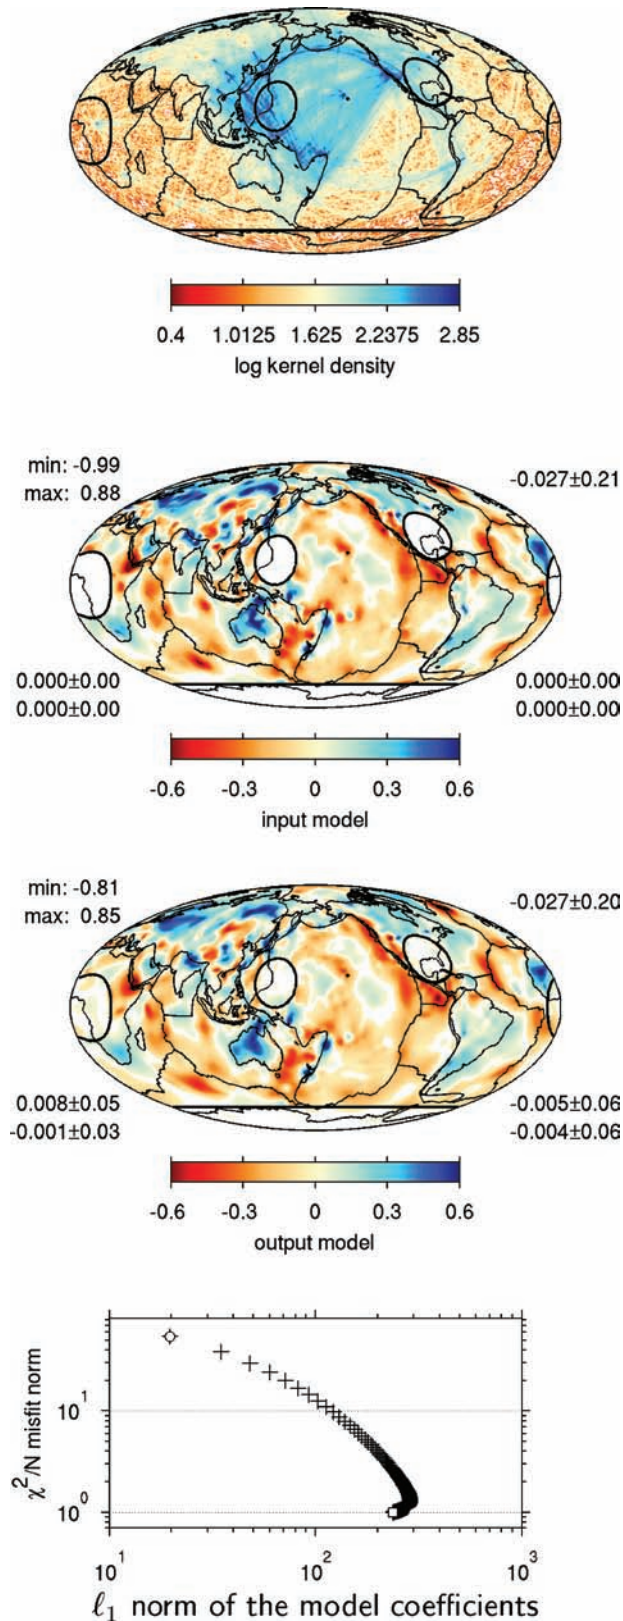 0.4 1.0125 1.625 2.2375 2.85
log kernel density
min: -0.99
max: 0.88
-0.027±0.21
0.000±0.00
0.000±0.00
0.000±0.00
0.000±0.00
-0.6 -0.3 0 0.3 0.6
input model
min: -0.81
max: 0.85
-0.027±0.20
0.008±0.05
-0.001±0.03
-0.005±0.06
-0.004±0.06
-0.6 -0.3 0 0.3 0.6
output model
χ²/N misfit norm
10¹
10⁰
10¹ 10² 10³
ℓ₁ norm of the model coefficients